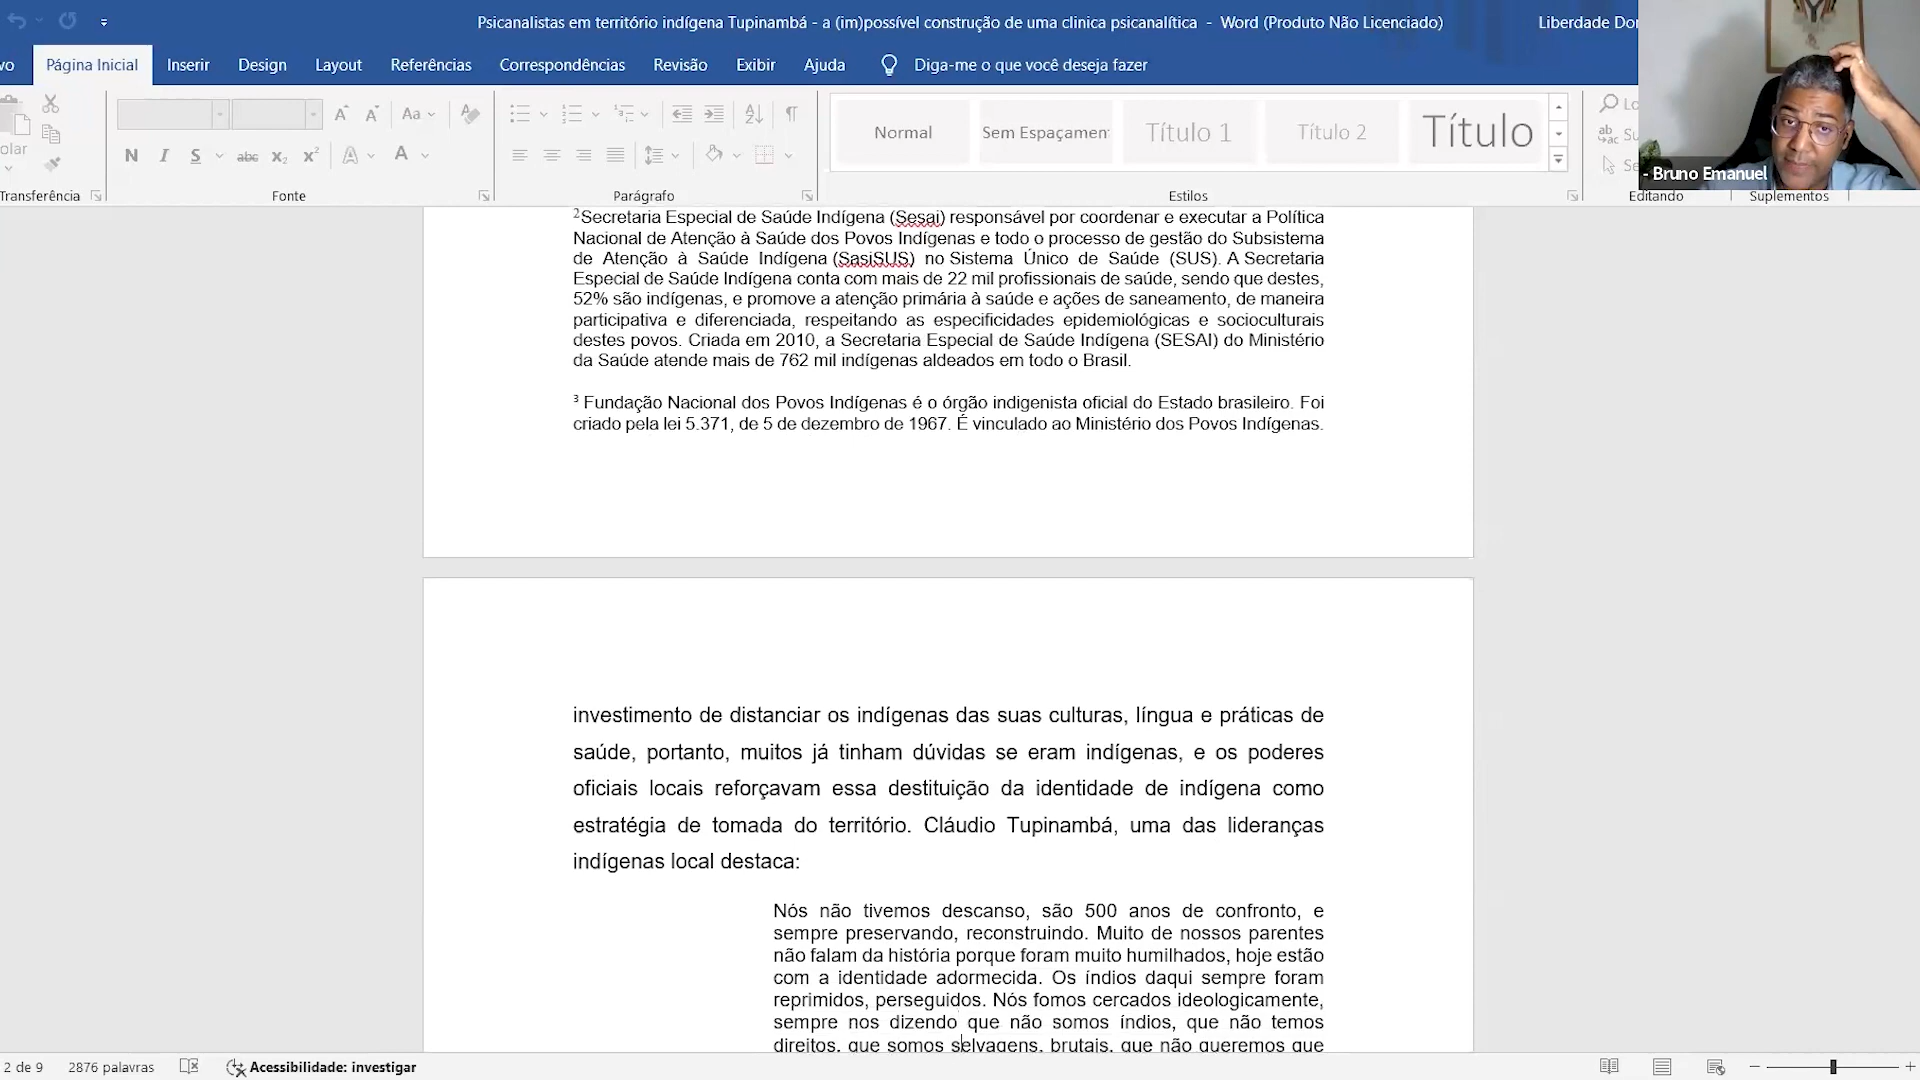 Psicanalistas em território indígena Tupinambá - a (im)possível construção de uma clinica psicanalítica - Word (Produto Não Licenciado)
Liberdade
Página Inicial Inserir Design Layout Referências Correspondências Revisão Exibir Ajuda Diga-me o que você deseja fazer
Aa
N I S abc x₂ x² A A
Normal
Sem Espaçamen
Título 1
Título 2
Título
Bruno Emanuel
Transferência Fonte Parágrafo Estilos Editando Suplementos
²Secretaria Especial de Saúde Indígena (Sesai) responsável por coordenar e executar a Política
Nacional de Atenção à Saúde dos Povos Indígenas e todo o processo de gestão do Subsistema
de Atenção à Saúde Indígena (SasiSUS) no Sistema Único de Saúde (SUS). A Secretaria
Especial de Saúde Indígena conta com mais de 22 mil profissionais de saúde, sendo que destes,
52% são indígenas, e promove a atenção primária à saúde e ações de saneamento, de maneira
participativa e diferenciada, respeitando as especificidades epidemiológicas e socioculturais
destes povos. Criada em 2010, a Secretaria Especial de Saúde Indígena (SESAI) do Ministério
da Saúde atende mais de 762 mil indígenas aldeados em todo o Brasil.
³ Fundação Nacional dos Povos Indígenas é o órgão indigenista oficial do Estado brasileiro. Foi
criado pela lei 5.371, de 5 de dezembro de 1967. É vinculado ao Ministério dos Povos Indígenas.
investimento de distanciar os indígenas das suas culturas, língua e práticas de
saúde, portanto, muitos já tinham dúvidas se eram indígenas, e os poderes
oficiais locais reforçavam essa destituição da identidade de indígena como
estratégia de tomada do território. Cláudio Tupinambá, uma das lideranças
indígenas local destaca:
Nós não tivemos descanso, são 500 anos de confronto, e
sempre preservando, reconstruindo. Muito de nossos parentes
não falam da história porque foram muito humilhados, hoje estão
com a identidade adormecida. Os índios daqui sempre foram
reprimidos, perseguidos. Nós fomos cercados ideologicamente,
sempre nos dizendo que não somos índios, que não temos
direitos, que somos selvagens, brutais, que não queremos que
2 de 9 2876 palavras Acessibilidade: investigar